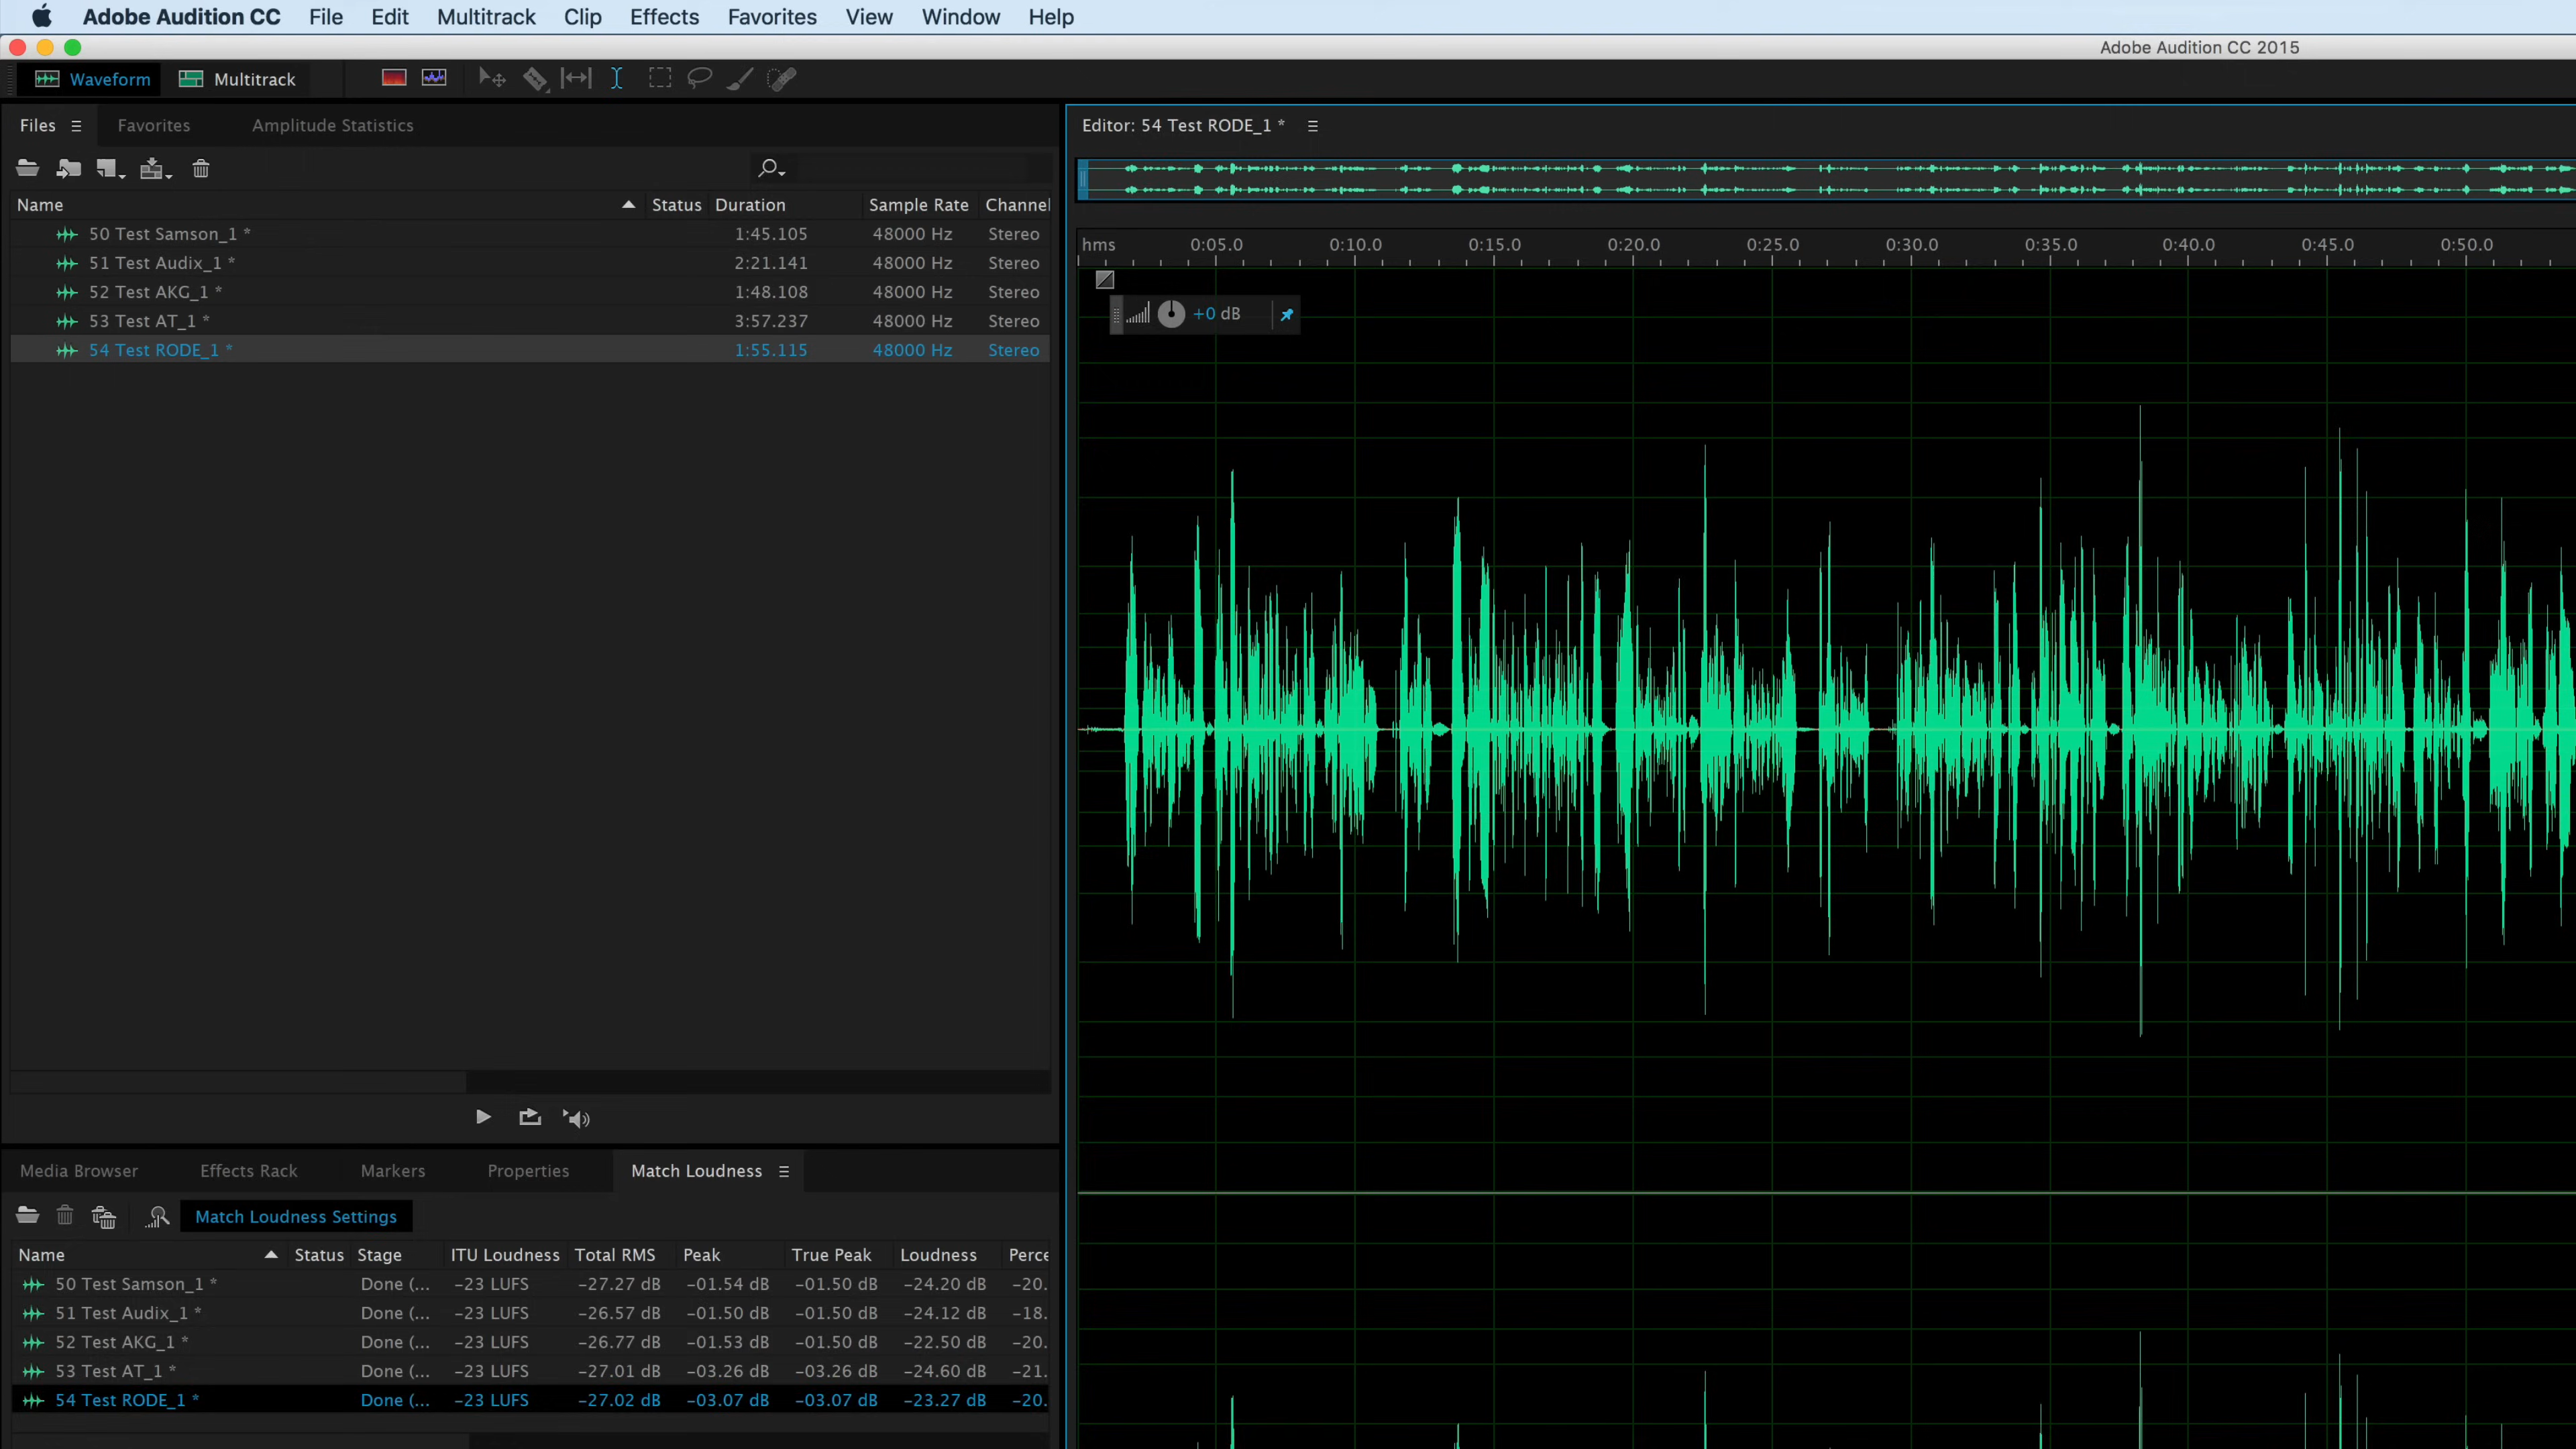 Adobe Audition CC File Edit Multitrack Clip Effects Favorites View Window Help
Adobe Audition CC 2015
Waveform Multitrack
Files Favorites Amplitude Statistics
Name Status Duration Sample Rate Channel
50 Test Samson_1 * 1:45.105 48000 Hz Stereo
51 Test Audix_1 * 2:21.141 48000 Hz Stereo
52 Test AKG_1 * 1:48.108 48000 Hz Stereo
53 Test AT_1 * 3:57.237 48000 Hz Stereo
54 Test RODE_1 * 1:55.115 48000 Hz Stereo
Editor: 54 Test RODE_1 *
hms 0:05.0 0:10.0 0:15.0 0:20.0 0:25.0 0:30.0 0:35.0 0:40.0 0:45.0 0:50.0
+0 dB
Media Browser Effects Rack Markers Properties Match Loudness
Match Loudness Settings
Name Status Stage ITU Loudness Total RMS Peak True Peak Loudness Perce
50 Test Samson_1 * Done (... -23 LUFS -27.27 dB -01.54 dB -01.50 dB -24.20 dB -20.
51 Test Audix_1 * Done (... -23 LUFS -26.57 dB -01.50 dB -01.50 dB -24.12 dB -18.
52 Test AKG_1 * Done (... -23 LUFS -26.77 dB -01.53 dB -01.50 dB -22.50 dB -20.
53 Test AT_1 * Done (... -23 LUFS -27.01 dB -03.26 dB -03.26 dB -24.60 dB -21.
54 Test RODE_1 * Done (... -23 LUFS -27.02 dB -03.07 dB -03.07 dB -23.27 dB -20.